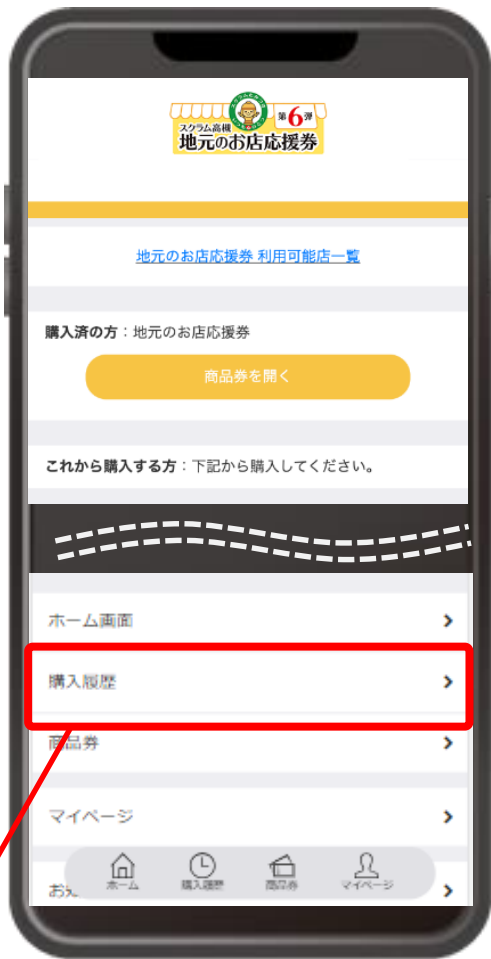 第6弾
スクラム高槻
地元のお店応援券
地元のお店応援券 利用可能店一覧
購入済の方：地元のお店応援券
商品券を開く
これから購入する方：下記から購入してください。
ホーム画面
購入履歴
商品券
マイページ
お
ホーム 購入履歴 商品券 マイページ